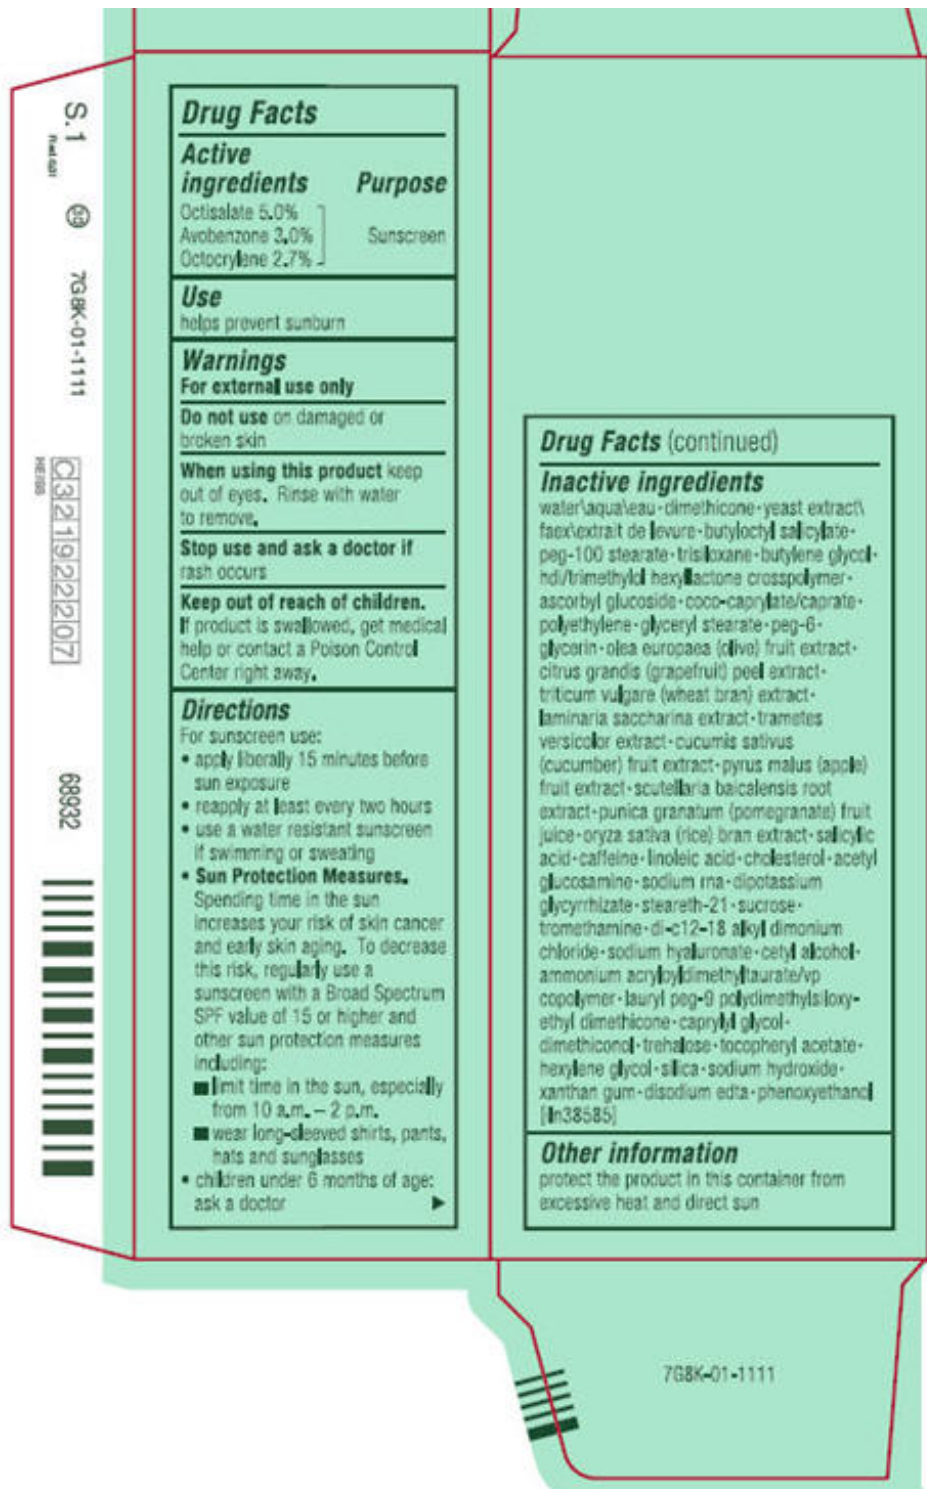 S.1
7G8K-01-1111
C321922207
68932
Drug Facts
Active
ingredients Purpose
Octisalate 5.0%
Avobenzone 3.0% Sunscreen
Octocrylene 2.7%
Use
helps prevent sunburn
Warnings
For external use only
Do not use on damaged or
broken skin
When using this product keep
out of eyes. Rinse with water
to remove.
Stop use and ask a doctor if
rash occurs
Keep out of reach of children.
If product is swallowed, get medical
help or contact a Poison Control
Center right away.
Directions
For sunscreen use:
• apply liberally 15 minutes before
sun exposure
• reapply at least every two hours
• use a water resistant sunscreen
if swimming or sweating
• Sun Protection Measures.
Spending time in the sun
increases your risk of skin cancer
and early skin aging. To decrease
this risk, regularly use a
sunscreen with a Broad Spectrum
SPF value of 15 or higher and
other sun protection measures
including:
■ limit time in the sun, especially
from 10 a.m. – 2 p.m.
■ wear long-sleeved shirts, pants,
hats and sunglasses
• children under 6 months of age:
ask a doctor ▶
Drug Facts (continued)
Inactive ingredients
water\aqua\eau·dimethicone·yeast extract\
faex\extrait de levure·butyloctyl salicylate·
peg-100 stearate·trisiloxane·butylene glycol·
hdi/trimethylol hexyllactone crosspolymer·
ascorbyl glucoside·coco-caprylate/caprate·
polyethylene·glyceryl stearate·peg-6·
glycerin·olea europaea (olive) fruit extract·
citrus grandis (grapefruit) peel extract·
triticum vulgare (wheat bran) extract·
laminaria saccharina extract·trametes
versicolor extract·cucumis sativus
(cucumber) fruit extract·pyrus malus (apple)
fruit extract·scutellaria baicalensis root
extract·punica granatum (pomegranate) fruit
juice·oryza sativa (rice) bran extract·salicylic
acid·caffeine·linoleic acid·cholesterol·acetyl
glucosamine·sodium rna·dipotassium
glycyrrhizate·steareth-21·sucrose·
tromethamine·di-c12-18 alkyl dimonium
chloride·sodium hyaluronate·cetyl alcohol·
ammonium acryloyldimethyltaurate/vp
copolymer·lauryl peg-9 polydimethylsiloxy-
ethyl dimethicone·caprylyl glycol·
dimethiconol·trehalose·tocopheryl acetate·
hexylene glycol·silica·sodium hydroxide·
xanthan gum·disodium edta·phenoxyethanol
[iln38585]
Other information
protect the product in this container from
excessive heat and direct sun
7G8K-01-1111